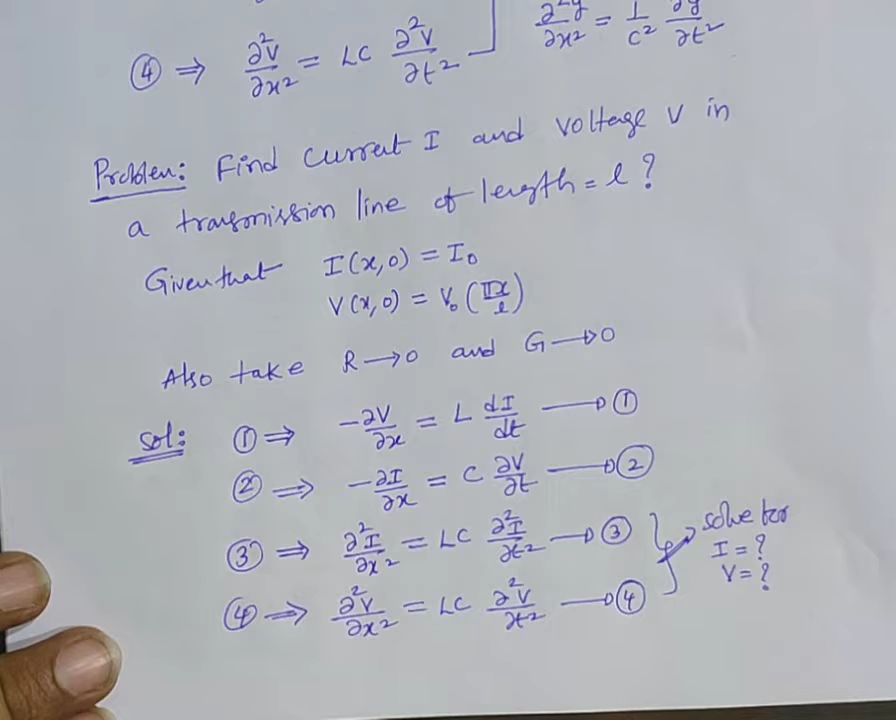 ④ ⇒ ∂²V/∂x² = LC ∂²V/∂t²
∂²y/∂x² = 1/c² ∂y/∂t²
Problem: Find current I and voltage V in
a transmission line of length = l ?
Given that I(x,0) = I₀
V(x,0) = V₀ (πx/l)
Also take R → 0 and G → 0
Sol: ① ⇒ -∂V/∂x = L dI/dt → ①
② ⇒ -∂I/∂x = C ∂V/∂t → ②
③ ⇒ ∂²I/∂x² = LC ∂²I/∂t² → ③
④ ⇒ ∂²V/∂x² = LC ∂²V/∂t² → ④
solve for
I = ?
V = ?